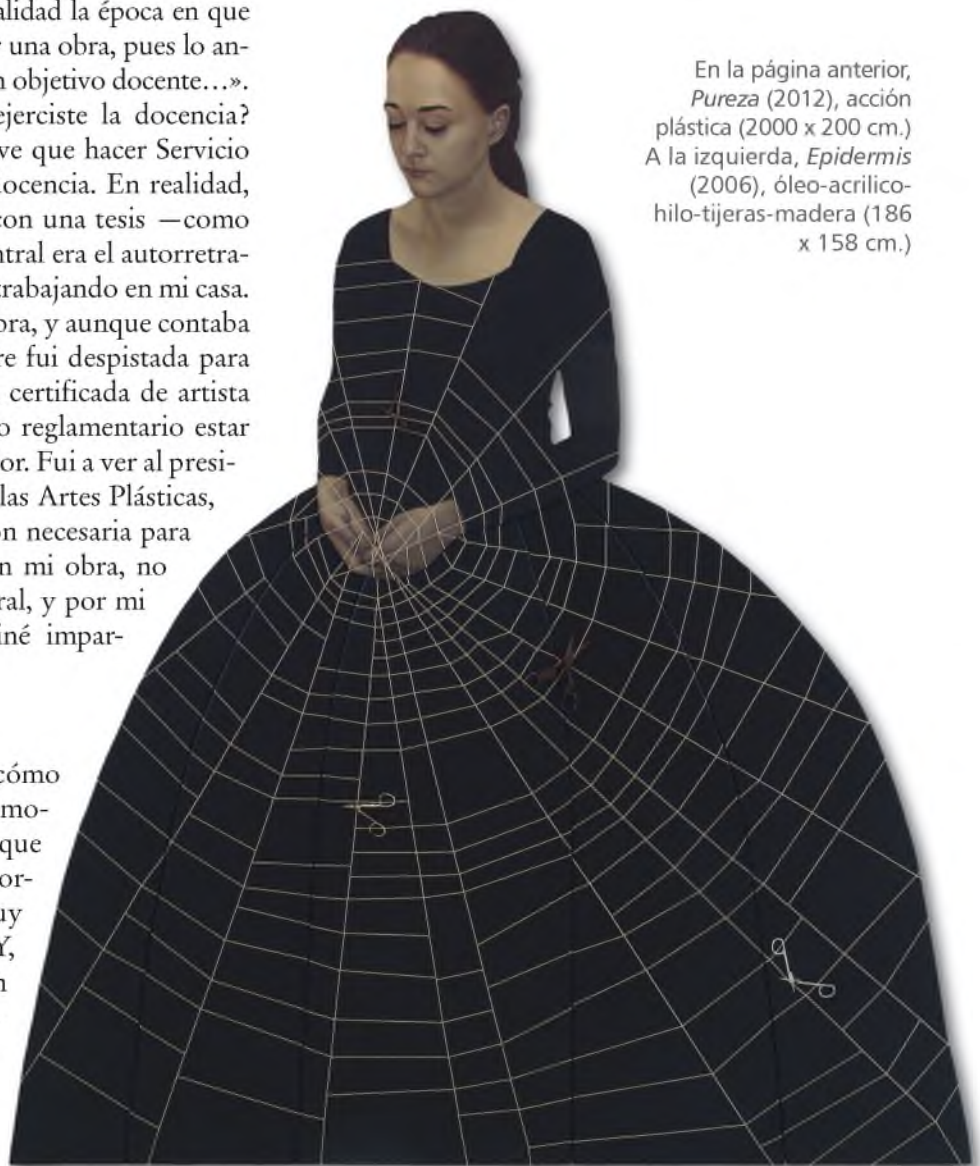 alidad la época en que
una obra, pues lo an-
objetivo docente…».
ejerciste la docencia?
ve que hacer Servicio
docencia. En realidad,
con una tesis —como
ntral era el autorretra-
trabajando en mi casa.
bra, y aunque contaba
re fui despistada para
certificada de artista
o reglamentario estar
or. Fui a ver al presi-
las Artes Plásticas,
ón necesaria para
n mi obra, no
ral, y por mi
iné impar-
cómo
mo-
que
or-
uy
Y,
n
En la página anterior,
Pureza (2012), acción
plástica (2000 x 200 cm.)
A la izquierda, Epidermis
(2006), óleo-acrilico-
hilo-tijeras-madera (186
x 158 cm.)